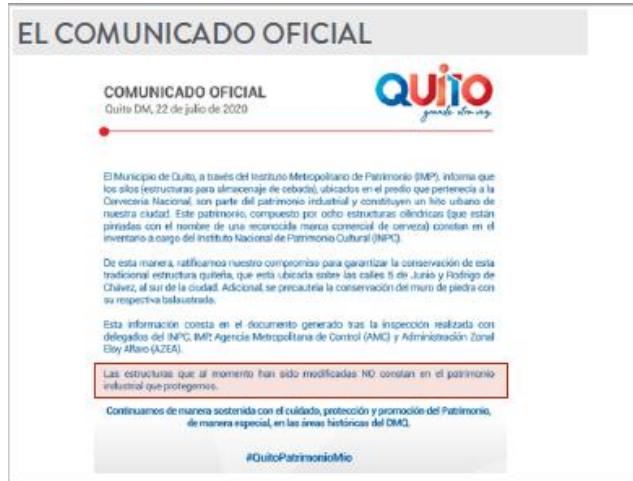 EL COMUNICADO OFICIAL
QUITO
grande otra vez
COMUNICADO OFICIAL
Quito DM, 22 de julio de 2020
El Municipio de Quito, a través del Instituto Metropolitano de Patrimonio (IMP), informa que
los silos (estructuras para almacenaje de cebada), ubicados en el predio que pertenecía a la
Cervecería Nacional, son parte del patrimonio industrial y constituyen un hito urbano de
nuestra ciudad. Este patrimonio, compuesto por ocho estructuras cilíndricas (que están
pintadas con el nombre de una reconocida marca comercial de cerveza) constan en el
inventario a cargo del Instituto Nacional de Patrimonio Cultural (INPC).
De esta manera, ratificamos nuestro compromiso para garantizar la conservación de esta
tradicional estructura quiteña, que está ubicada sobre las calles 5 de Junio y Rodrigo de
Chávez, al sur de la ciudad. Adicional, se precautela la conservación del muro de piedra con
su respectiva balaustrada.
Esta información consta en el documento generado tras la inspección realizada con
delegados del INPC, IMP, Agencia Metropolitana de Control (AMC) y Administración Zonal
Eloy Alfaro (AZEA).
Las estructuras que al momento han sido modificadas NO constan en el patrimonio
industrial que protegemos.
Continuamos de manera sostenida con el cuidado, protección y promoción del Patrimonio,
de manera especial, en las áreas históricas del DMQ.
#QuitoPatrimonioMío